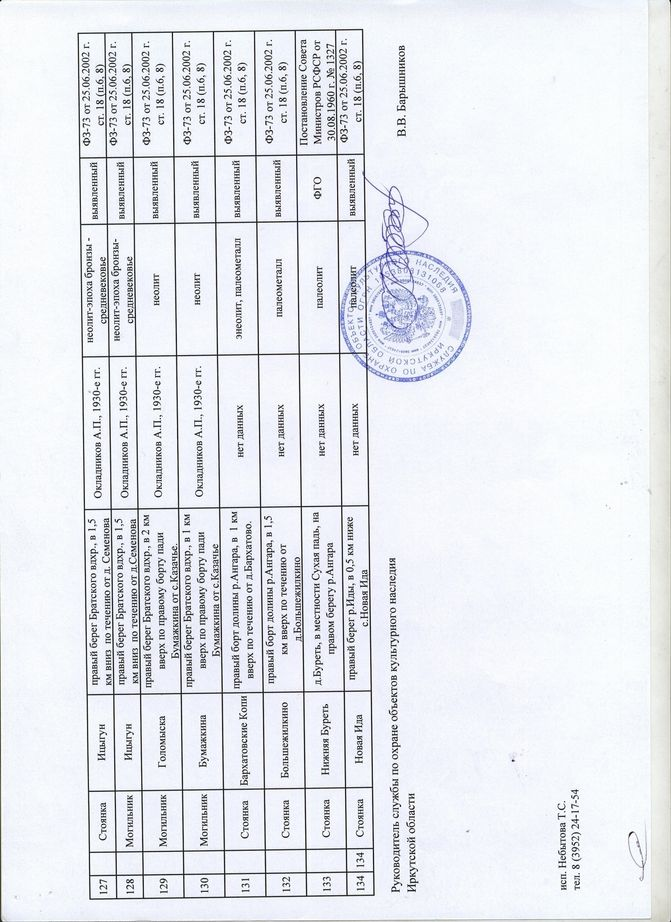 127 Стоянка Ицыгун правый берег Братского вдхр., в 1,5 Окладников А.П., 1930-е гг. неолит-эпоха бронзы - выявленный ФЗ-73 от 25.06.2002 г.
км вниз по течению от д. Семенова средневековье ст. 18 (п.6, 8)
128 Могильник Ицыгун правый берег Братского вдхр., в 1,5 Окладников А.П., 1930-е гг. неолит-эпоха бронзы- выявленный ФЗ-73 от 25.06.2002 г.
км вниз по течению от д.Семенова средневековье ст. 18 (п.6, 8)
129 Могильник Голомыска правый берег Братского вдхр., в 2 км Окладников А.П., 1930-е гг. неолит выявленный ФЗ-73 от 25.06.2002 г.
вверх по правому борту пади ст. 18 (п.6, 8)
Бумажкина от с.Казачье.
130 Могильник Бумажкина правый берег Братского вдхр., в 1 км Окладников А.П., 1930-е гг. неолит выявленный ФЗ-73 от 25.06.2002 г.
вверх по правому борту пади ст. 18 (п.6, 8)
Бумажкина от с.Казачье
131 Стоянка Бархатовские Копи правый борт долины р.Ангара, в 1 км нет данных энеолит, палеометалл выявленный ФЗ-73 от 25.06.2002 г.
вверх по течению от д.Бархатово. ст. 18 (п.6, 8)
132 Стоянка Большежилкино правый борт долины р.Ангара, в 1,5 нет данных палеометалл выявленный ФЗ-73 от 25.06.2002 г.
км вверх по течению от ст. 18 (п.6, 8)
д.Большежилкино
133 Стоянка Нижняя Буреть д.Буреть, в местности Сухая падь, на нет данных палеолит ФГО Постановление Совета
правом берегу р.Ангара Министров РСФСР от
30.08.1960 г. № 1327
134 134 Стоянка Новая Ида правый берег р.Иды, в 0,5 км ниже нет данных палеолит выявленный ФЗ-73 от 25.06.2002 г.
с.Новая Ида ст. 18 (п.6, 8)
Руководитель службы по охране объектов культурного наследия
Иркутской области
В.В. Барышников
СЛУЖБА ПО ОХРАНЕ ОБЪЕКТОВ КУЛЬТУРНОГО НАСЛЕДИЯ
ИРКУТСКОЙ ОБЛАСТИ
исп. Небытова Т.С.
тел. 8 (3952) 24-17-54